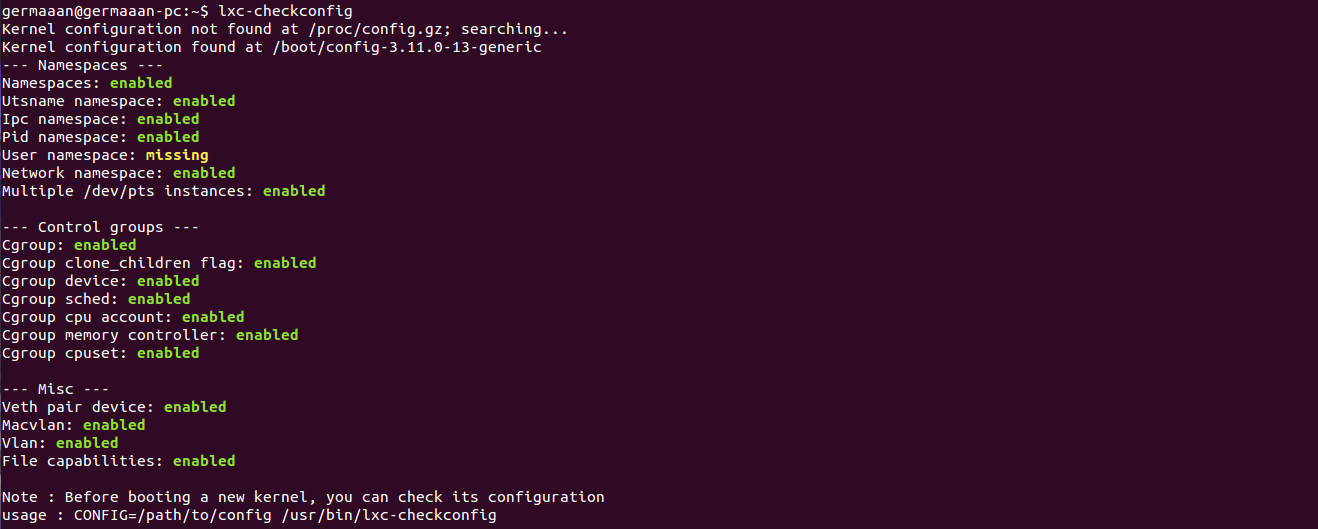 germaaan@germaaan-pc:~$ lxc-checkconfig
Kernel configuration not found at /proc/config.gz; searching...
Kernel configuration found at /boot/config-3.11.0-13-generic
--- Namespaces ---
Namespaces: enabled
Utsname namespace: enabled
Ipc namespace: enabled
Pid namespace: enabled
User namespace: missing
Network namespace: enabled
Multiple /dev/pts instances: enabled

--- Control groups ---
Cgroup: enabled
Cgroup clone_children flag: enabled
Cgroup device: enabled
Cgroup sched: enabled
Cgroup cpu account: enabled
Cgroup memory controller: enabled
Cgroup cpuset: enabled

--- Misc ---
Veth pair device: enabled
Macvlan: enabled
Vlan: enabled
File capabilities: enabled

Note : Before booting a new kernel, you can check its configuration
usage : CONFIG=/path/to/config /usr/bin/lxc-checkconfig